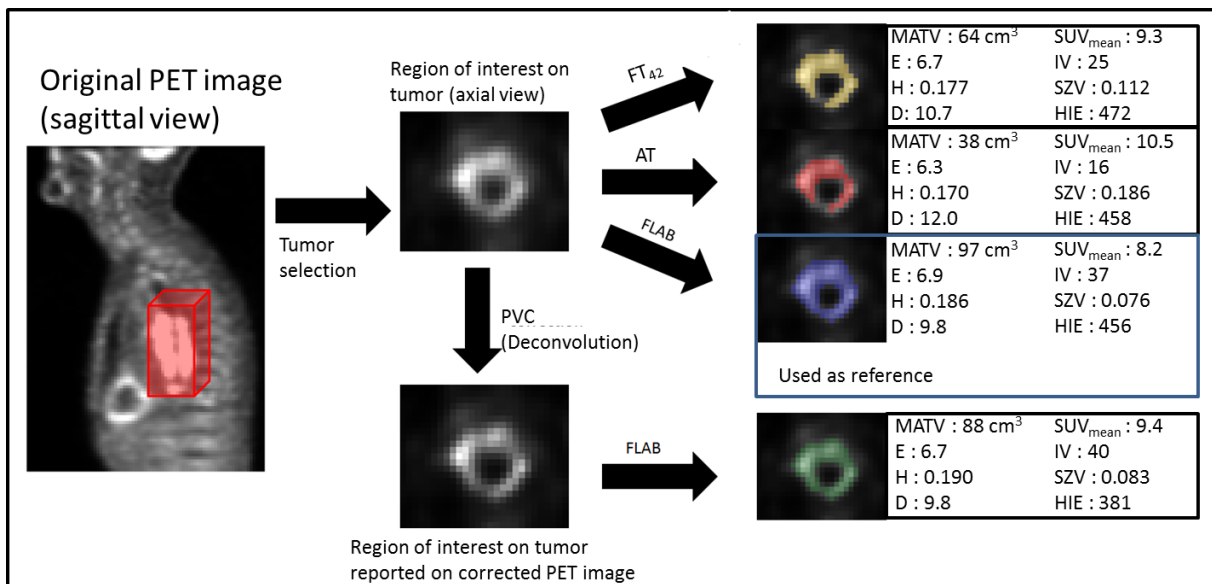 Original PET image
(sagittal view)
Tumor
selection
Region of interest on
tumor (axial view)
PVC
(Deconvolution)
Region of interest on tumor
reported on corrected PET image
FT42
AT
FLAB
FLAB
MATV : 64 cm3 SUVmean : 9.3
E : 6.7 IV : 25
H : 0.177 SZV : 0.112
D: 10.7 HIE : 472
MATV : 38 cm3 SUVmean : 10.5
E : 6.3 IV : 16
H : 0.170 SZV : 0.186
D : 12.0 HIE : 458
MATV : 97 cm3 SUVmean : 8.2
E : 6.9 IV : 37
H : 0.186 SZV : 0.076
D : 9.8 HIE : 456
Used as reference
MATV : 88 cm3 SUVmean : 9.4
E : 6.7 IV : 40
H : 0.190 SZV : 0.083
D : 9.8 HIE : 381